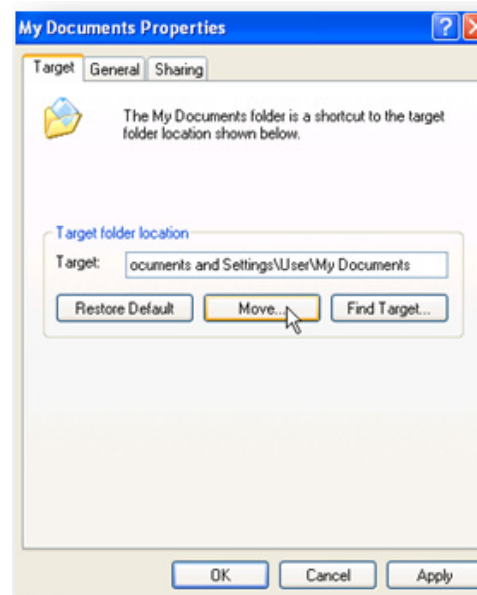 My Documents Properties
Target General Sharing
The My Documents folder is a shortcut to the target
folder location shown below.
Target folder location
Target: ocuments and Settings\User\My Documents
Restore Default Move... Find Target...
OK Cancel Apply